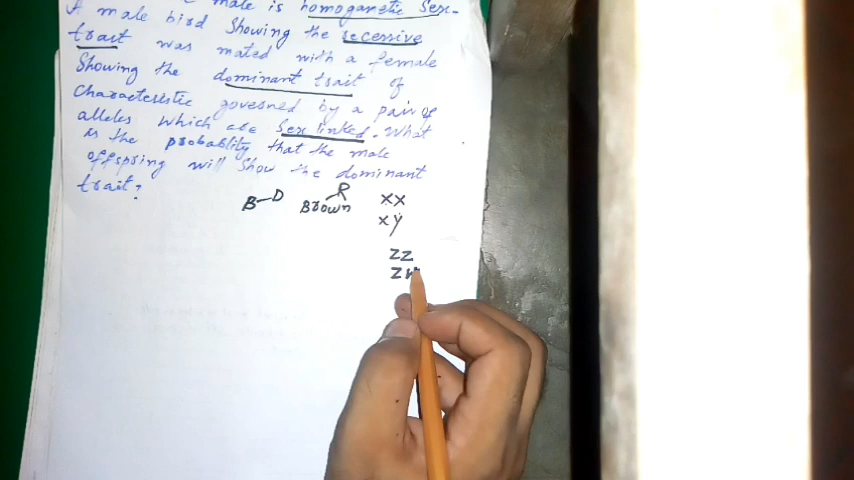 male is homogametic Sex.
A male bird Showing the recessive
trait was mated with a female
Showing the dominant trait of
Characteristic governed by a pair of
alleles which are Sex linked. What
is the probablity that the male
offspring will Show the dominant
trait?
B-D Brown R XX
XY
ZZ
ZW